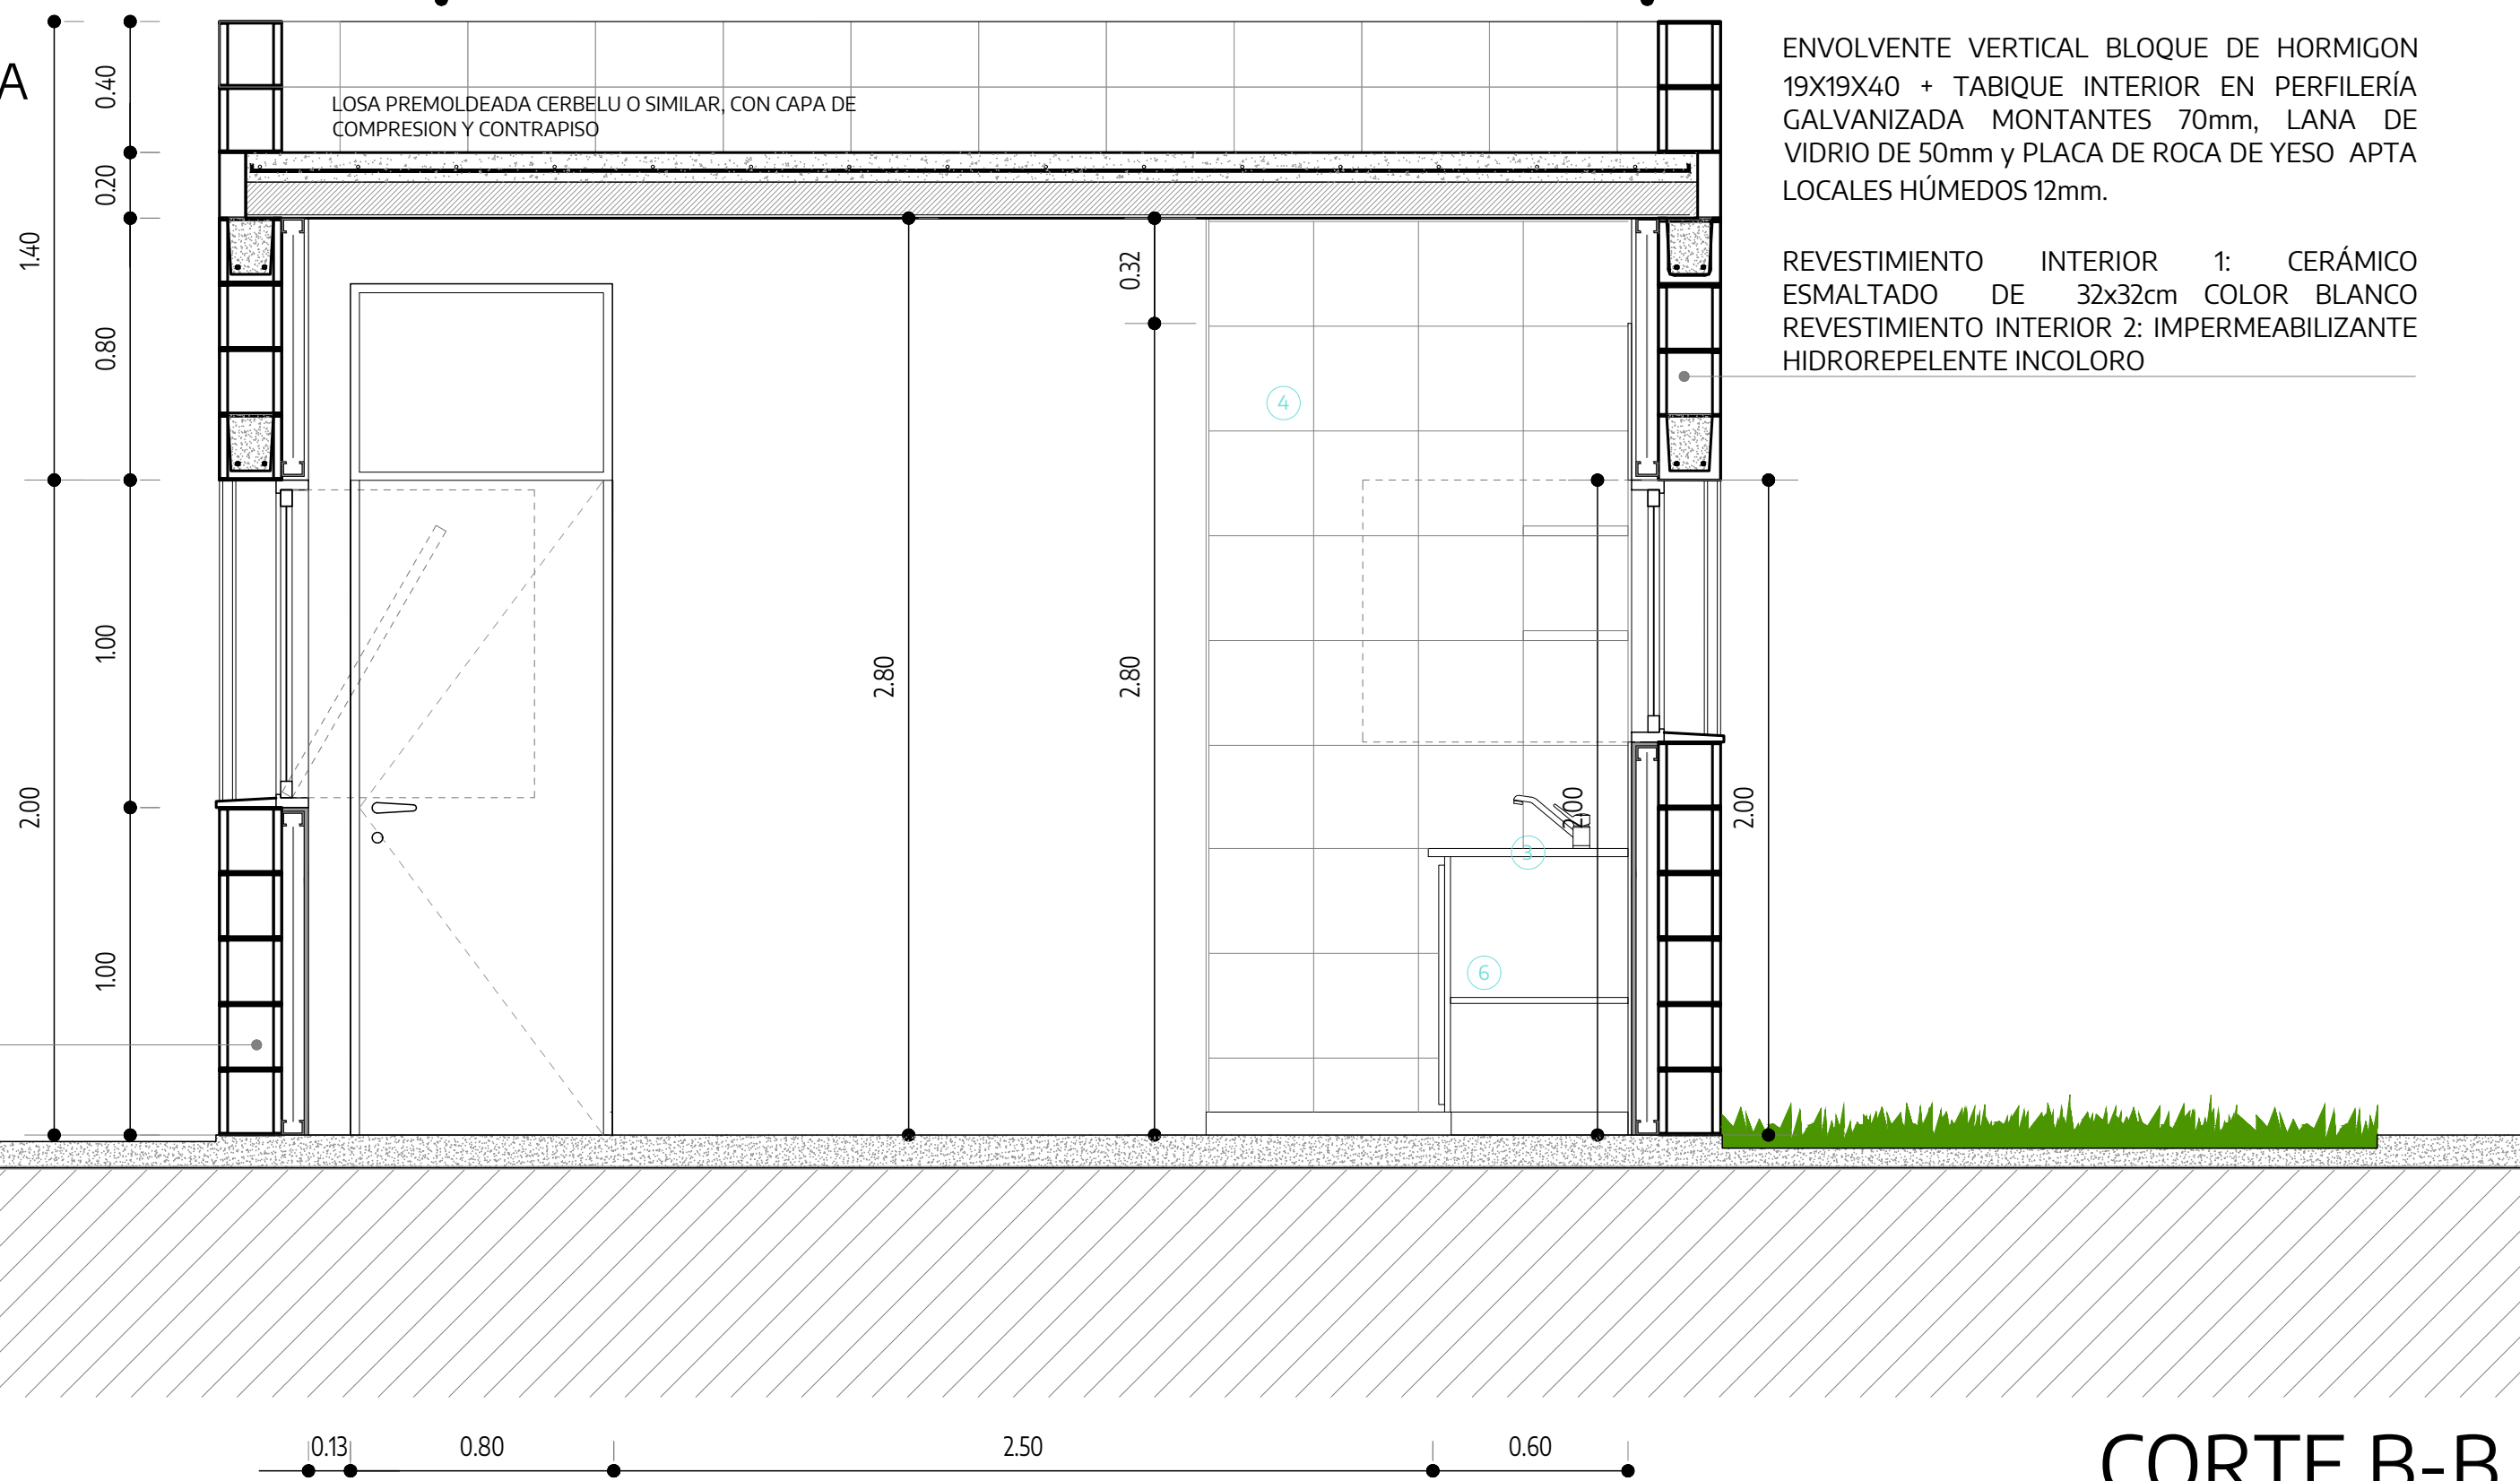 A
0.40
0.20
1.40
0.80
1.00
2.00
1.00
LOSA PREMOLDEADA CERBELU O SIMILAR, CON CAPA DE
COMPRESION Y CONTRAPISO
2.80
0.32
2.80
4
3
6
2.00
ENVOLVENTE VERTICAL BLOQUE DE HORMIGON
19X19X40 + TABIQUE INTERIOR EN PERFILERÍA
GALVANIZADA MONTANTES 70mm, LANA DE
VIDRIO DE 50mm y PLACA DE ROCA DE YESO APTA
LOCALES HÚMEDOS 12mm.
REVESTIMIENTO INTERIOR 1: CERÁMICO
ESMALTADO DE 32x32cm COLOR BLANCO
REVESTIMIENTO INTERIOR 2: IMPERMEABILIZANTE
HIDROREPELENTE INCOLORO
0.13 0.80 2.50 0.60
CORTE B-B